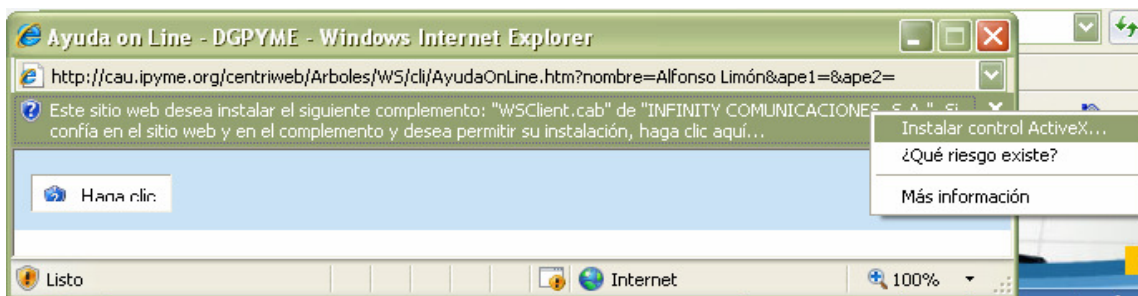 Ayuda on Line - DGPYME - Windows Internet Explorer
http://cau.ipyme.org/centriweb/Arboles/WS/cli/AyudaOnLine.htm?nombre=Alfonso Limón&ape1=&ape2=
Este sitio web desea instalar el siguiente complemento: "WSClient.cab" de "INFINITY COMUNICACIONES, S.A.". Si
confía en el sitio web y en el complemento y desea permitir su instalación, haga clic aquí...
Instalar control ActiveX...
¿Qué riesgo existe?
Más información
Haga clic
Listo
Internet
100%